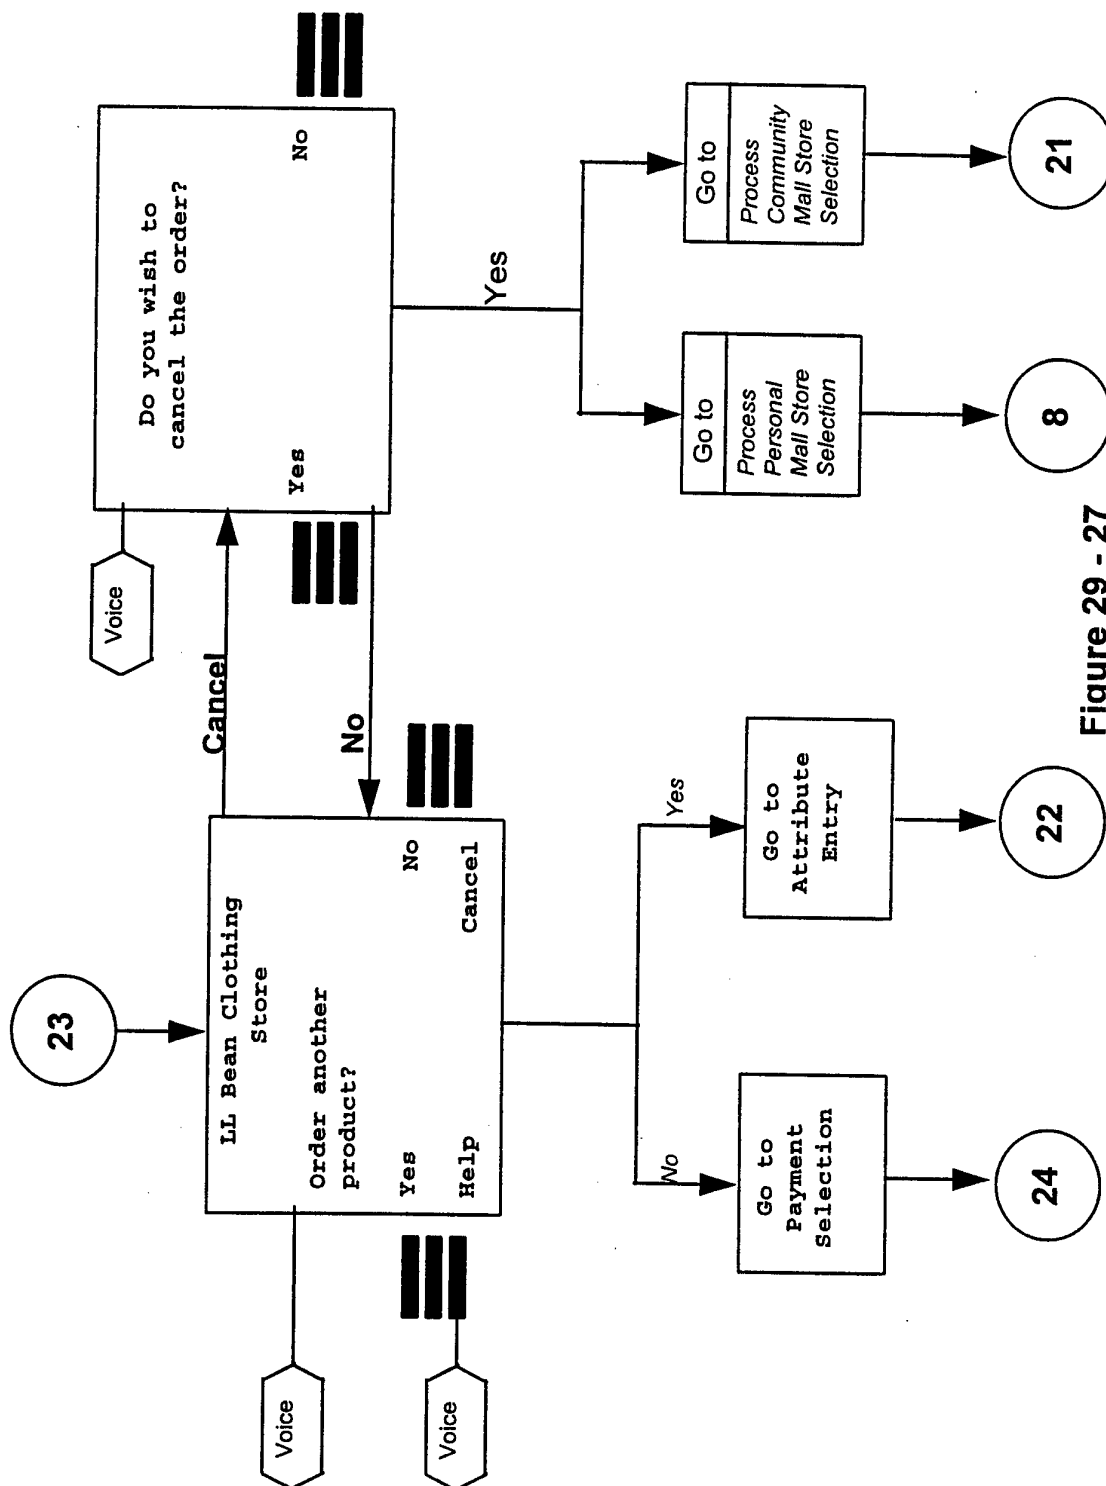 23
LL Bean Clothing
Store
Order another
product?
Yes
No
Help
Cancel
Voice
Voice
Cancel
No
Voice
Do you wish to
cancel the order?
Yes
No
No
Go to
Payment
Selection
24
Yes
Go to
Attribute
Entry
22
Yes
Go to
Process
Personal
Mall Store
Selection
8
Go to
Process
Community
Mall Store
Selection
21
Figure 29 - 27